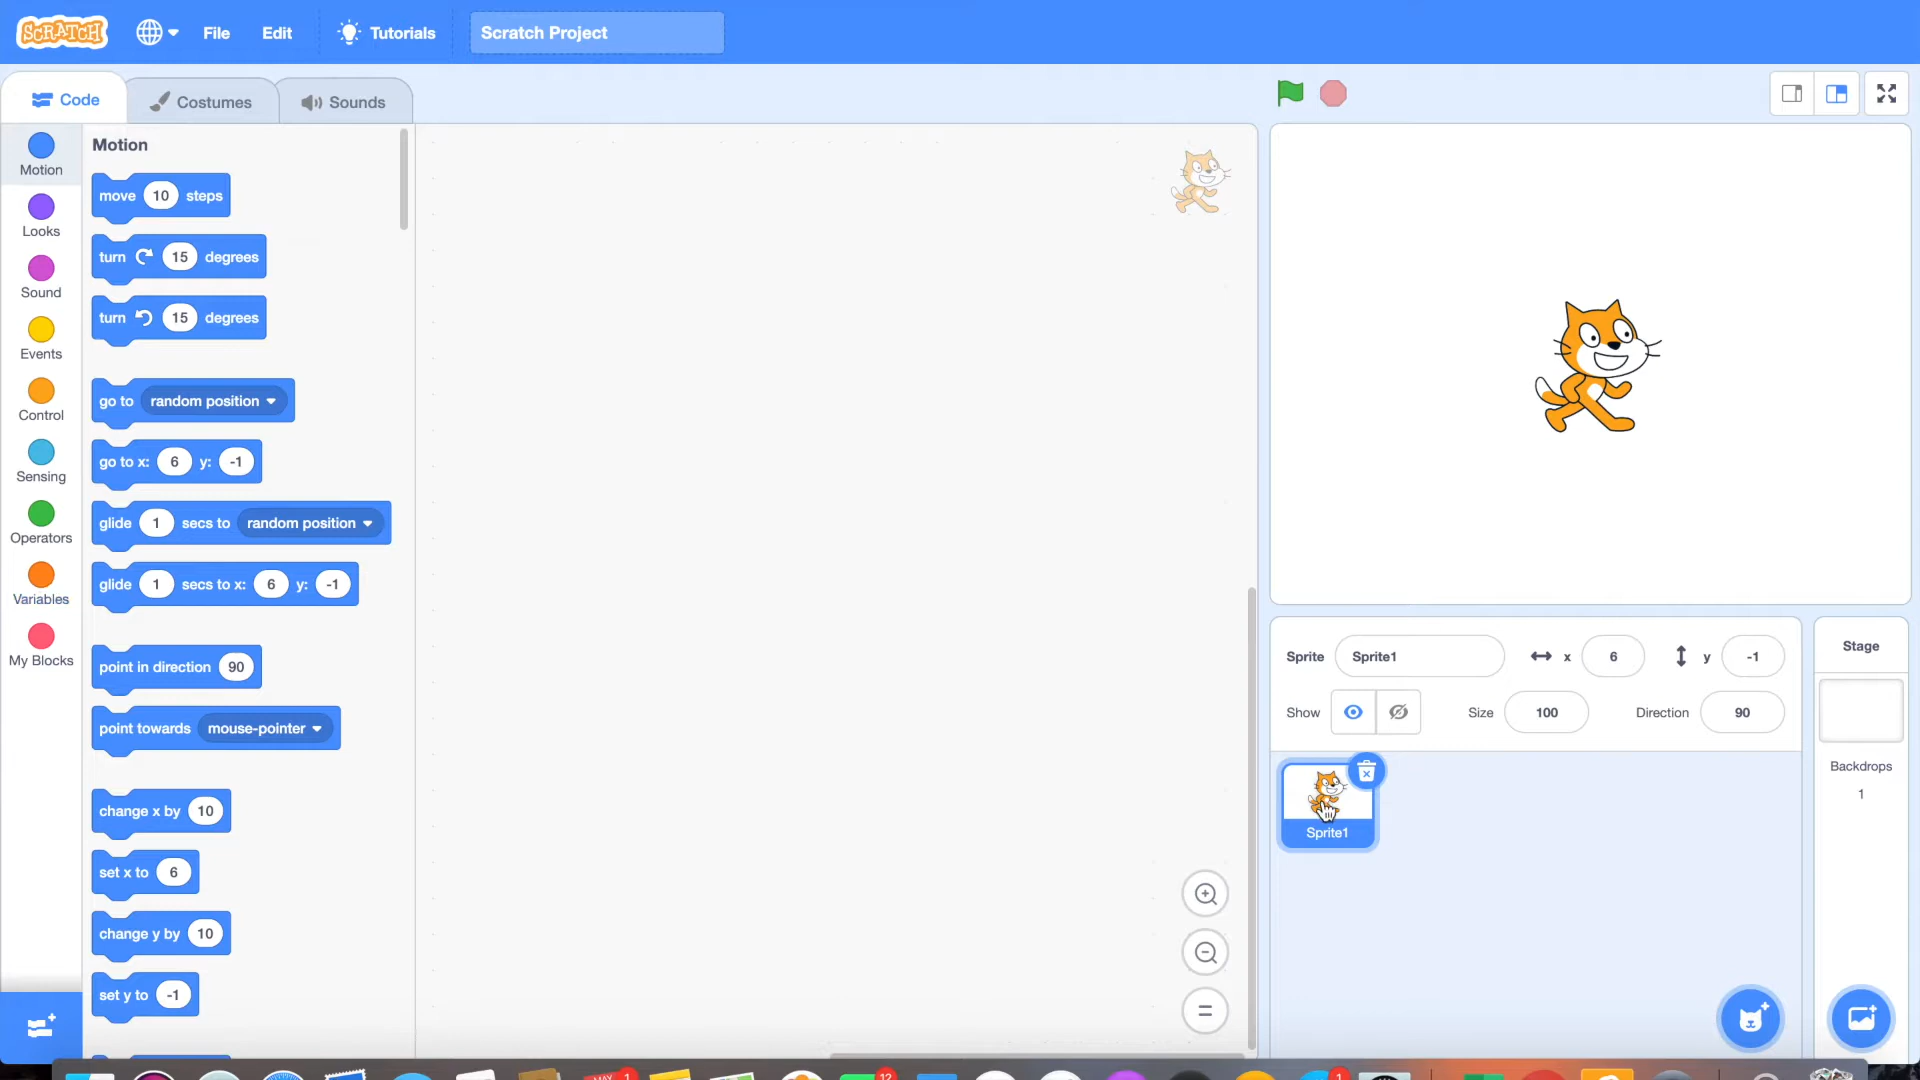 SCRATCH
File
Edit
Tutorials
Scratch Project
Code
Costumes
Sounds
Motion
Looks
Sound
Events
Control
Sensing
Operators
Variables
My Blocks
Motion
move 10 steps
turn 15 degrees
turn 15 degrees
go to random position
go to x: 6 y: -1
glide 1 secs to random position
glide 1 secs to x: 6 y: -1
point in direction 90
point towards mouse-pointer
change x by 10
set x to 6
change y by 10
set y to -1
Sprite Sprite1 x 6 y -1
Show Size 100 Direction 90
Sprite1
Stage
Backdrops
1
MAY 1
12
1